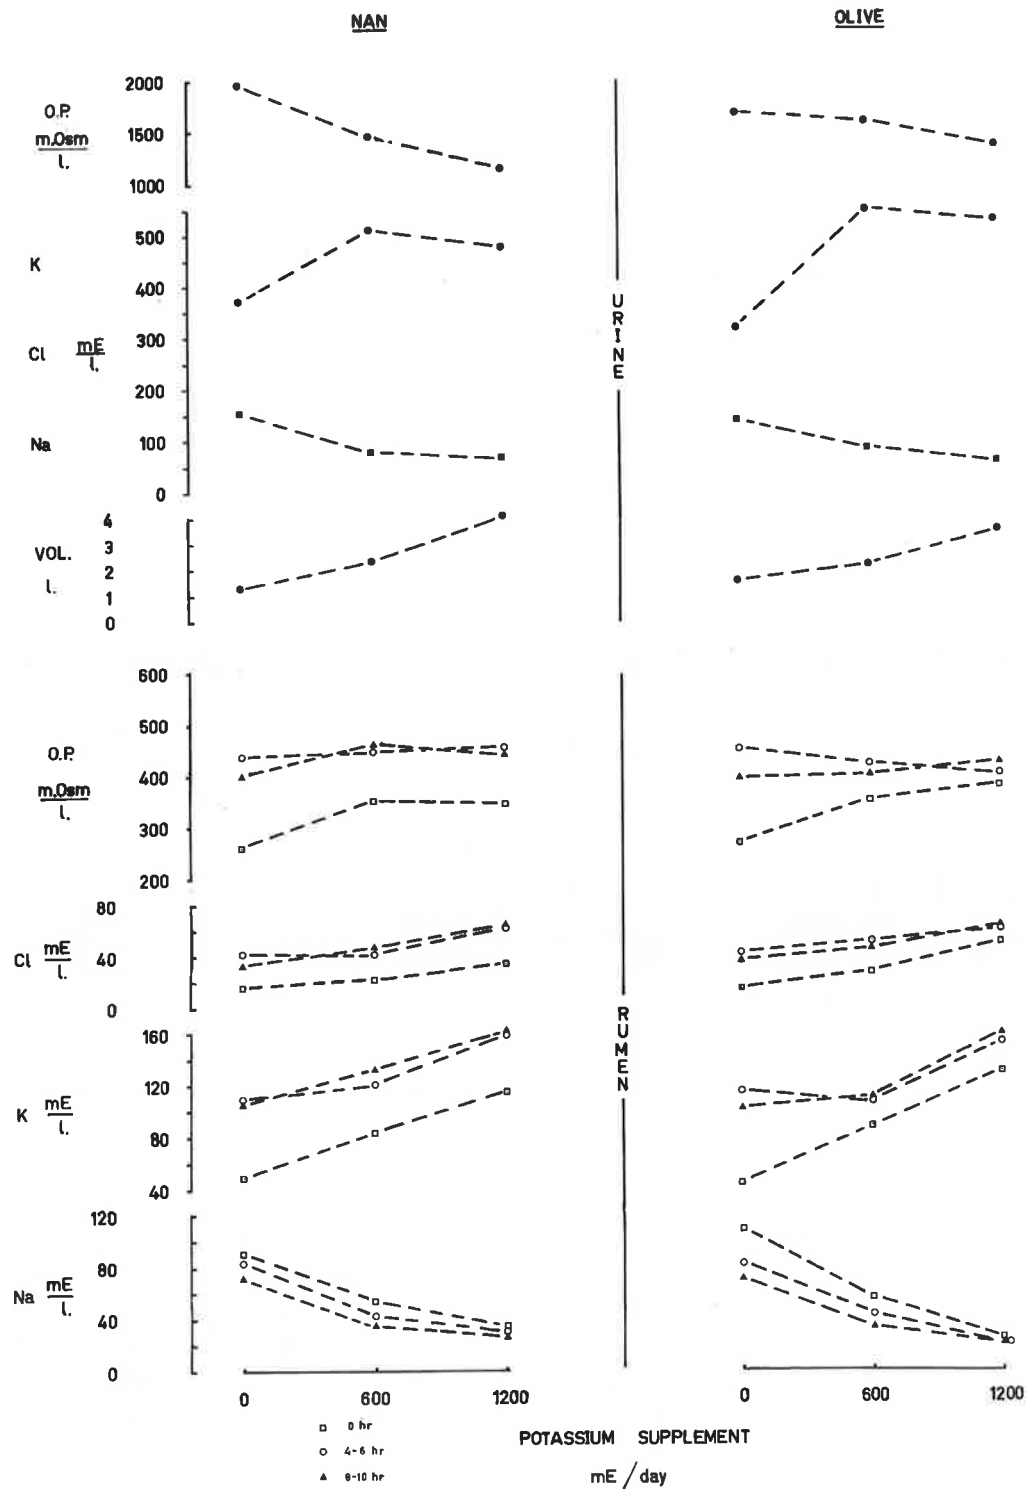 NAN
OLIVE
O.P.
m.Osm
l.
2000
1500
1000
K
Cl mE
l.
Na
500
400
300
200
100
0
VOL.
l.
4
3
2
1
0
URINE
O.P.
m.Osm
l.
600
500
400
300
200
Cl mE
l.
80
40
0
K mE
l.
160
120
80
40
Na mE
l.
120
80
40
0
RUMEN
0 600 1200
0 600 1200
0 hr
4-6 hr
8-10 hr
POTASSIUM SUPPLEMENT
mE / day